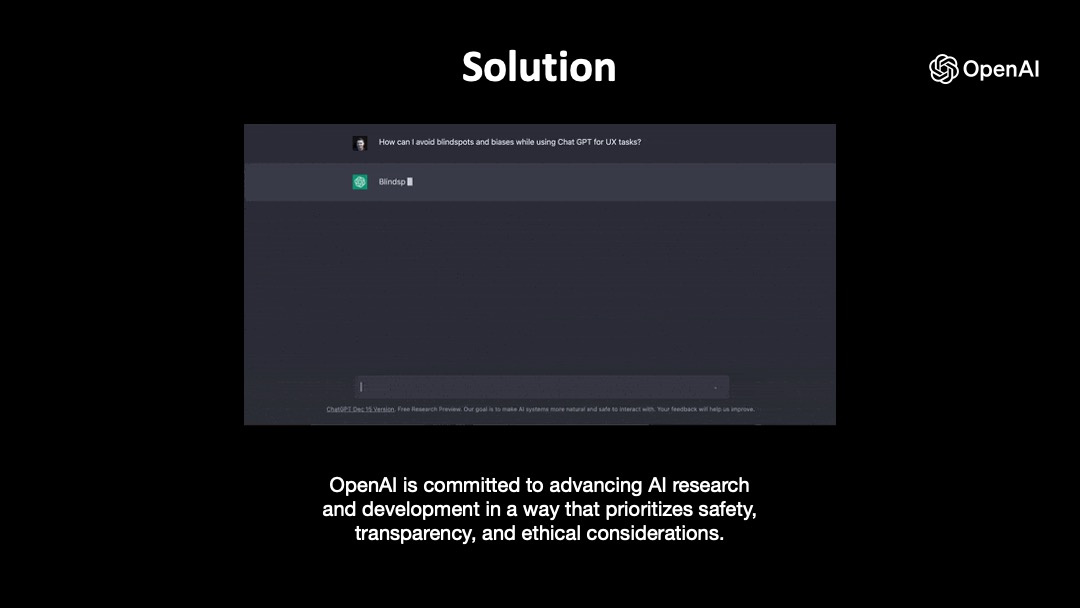 Solution
OpenAI
How can I avoid blindspots and biases while using Chat GPT for UX tasks?
Blindsp
ChatGPT Dec 15 Version. Free Research Preview. Our goal is to make AI systems more natural and safe to interact with. Your feedback will help us improve.
OpenAI is committed to advancing AI research
and development in a way that prioritizes safety,
transparency, and ethical considerations.